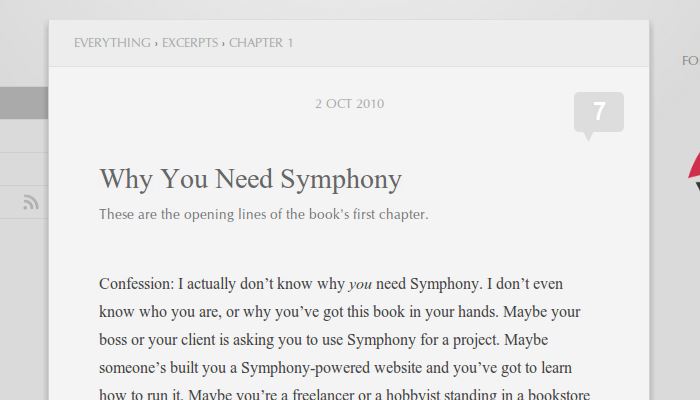 EVERYTHING › EXCERPTS › CHAPTER 1
FO
2 OCT 2010
7
Why You Need Symphony
These are the opening lines of the book's first chapter.
Confession: I actually don’t know why you need Symphony. I don’t even
know who you are, or why you’ve got this book in your hands. Maybe your
boss or your client is asking you to use Symphony for a project. Maybe
someone’s built you a Symphony-powered website and you’ve got to learn
how to run it. Maybe you’re a freelancer or a hobbyist standing in a bookstore